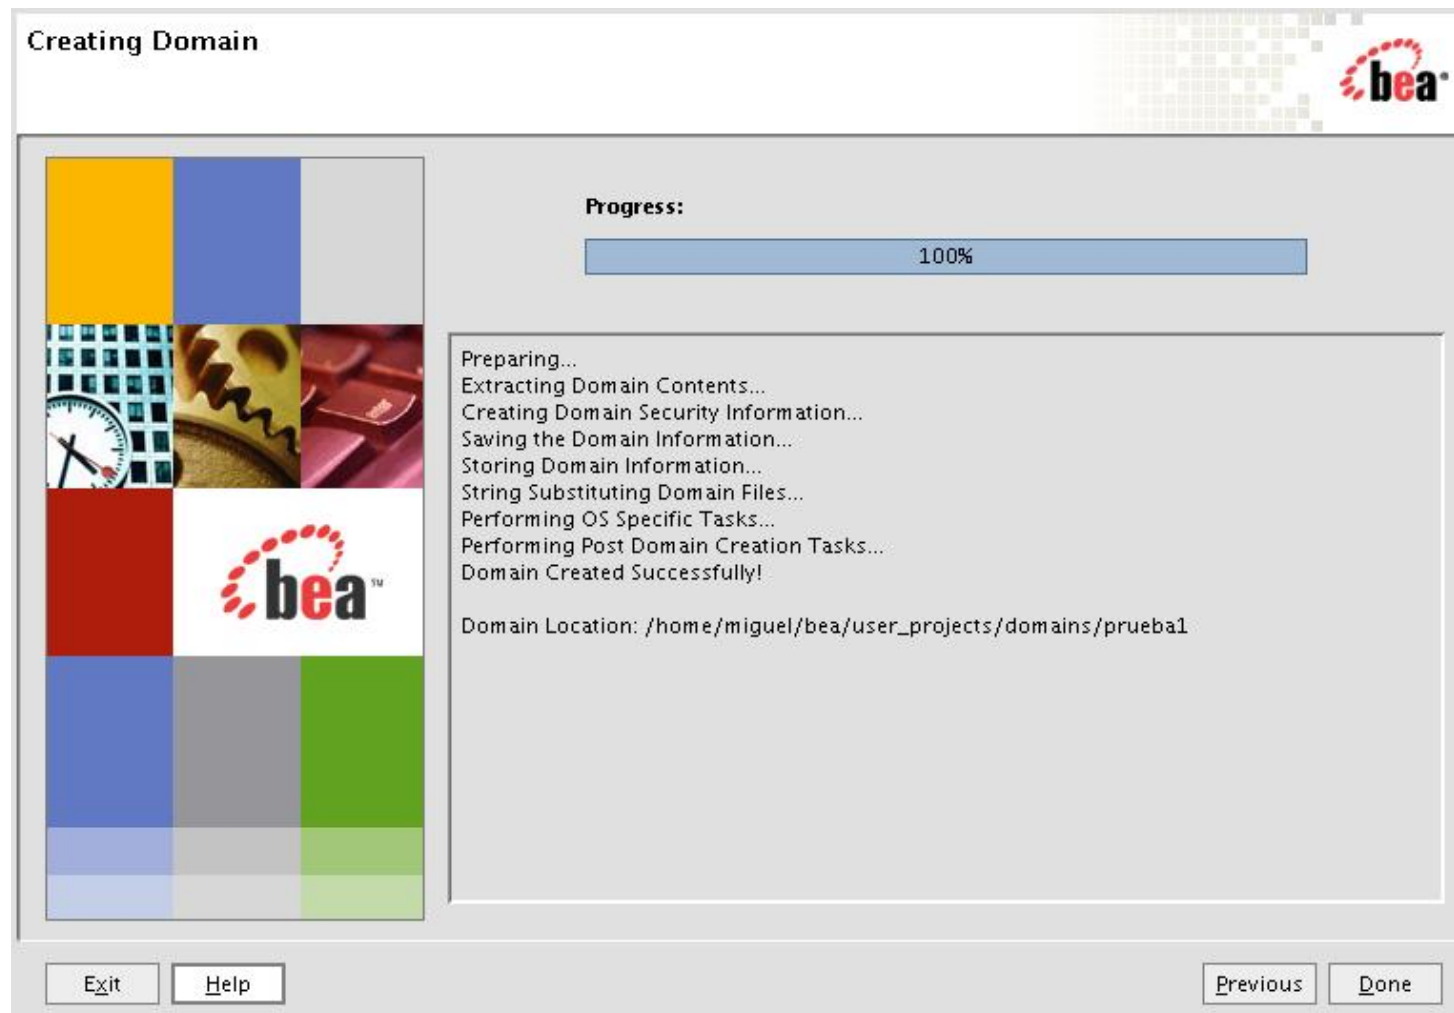 Creating Domain
bea
Progress:
100%
Preparing...
Extracting Domain Contents...
Creating Domain Security Information...
Saving the Domain Information...
Storing Domain Information...
String Substituting Domain Files...
Performing OS Specific Tasks...
Performing Post Domain Creation Tasks...
Domain Created Successfully!
Domain Location: /home/miguel/bea/user_projects/domains/prueba1
bea™
Exit
Help
Previous
Done